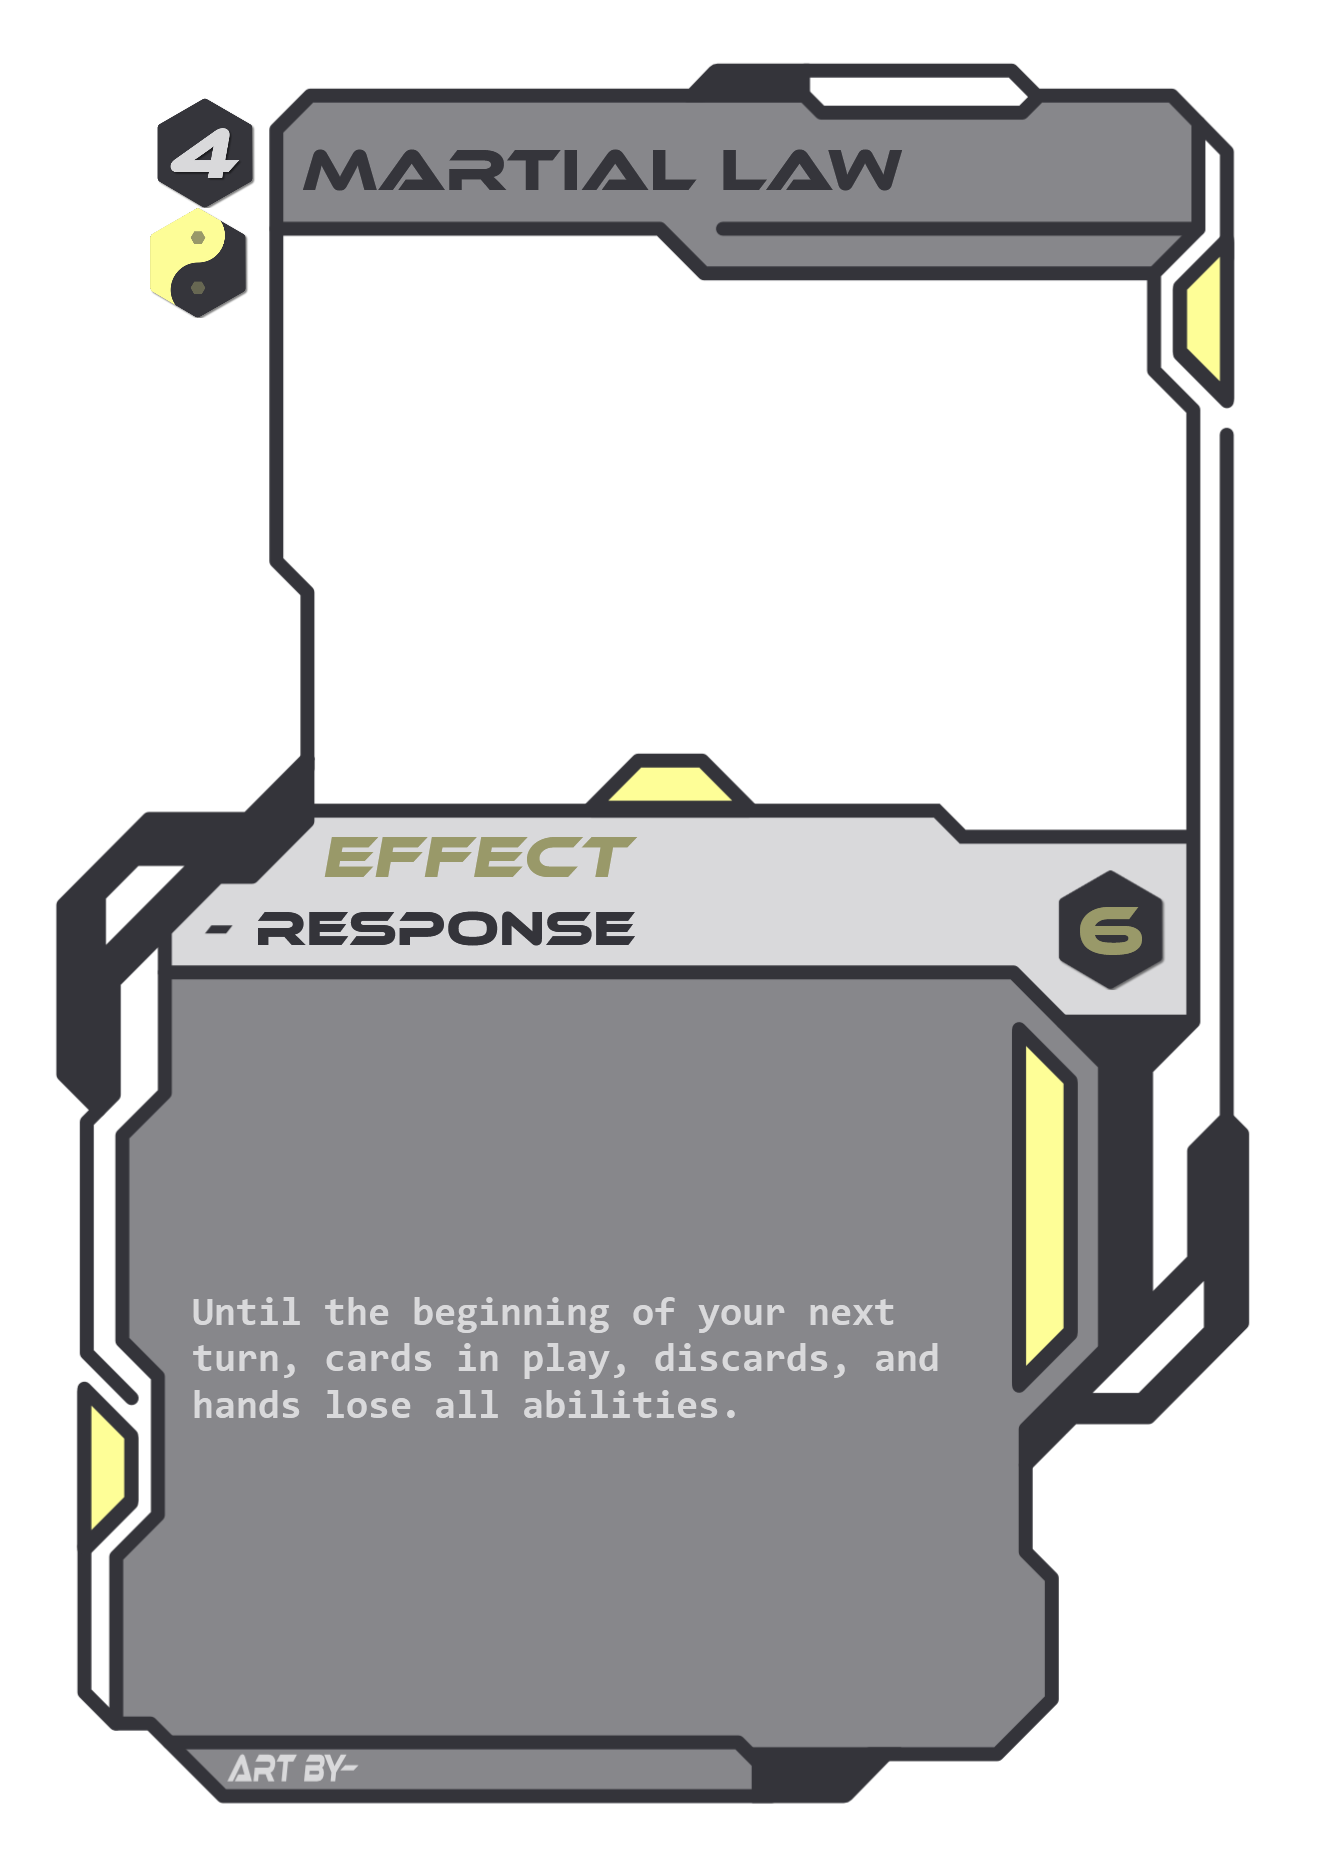 4
MARTIAL LAW
EFFECT
- RESPONSE
6
Until the beginning of your next
turn, cards in play, discards, and
hands lose all abilities.
ART BY-